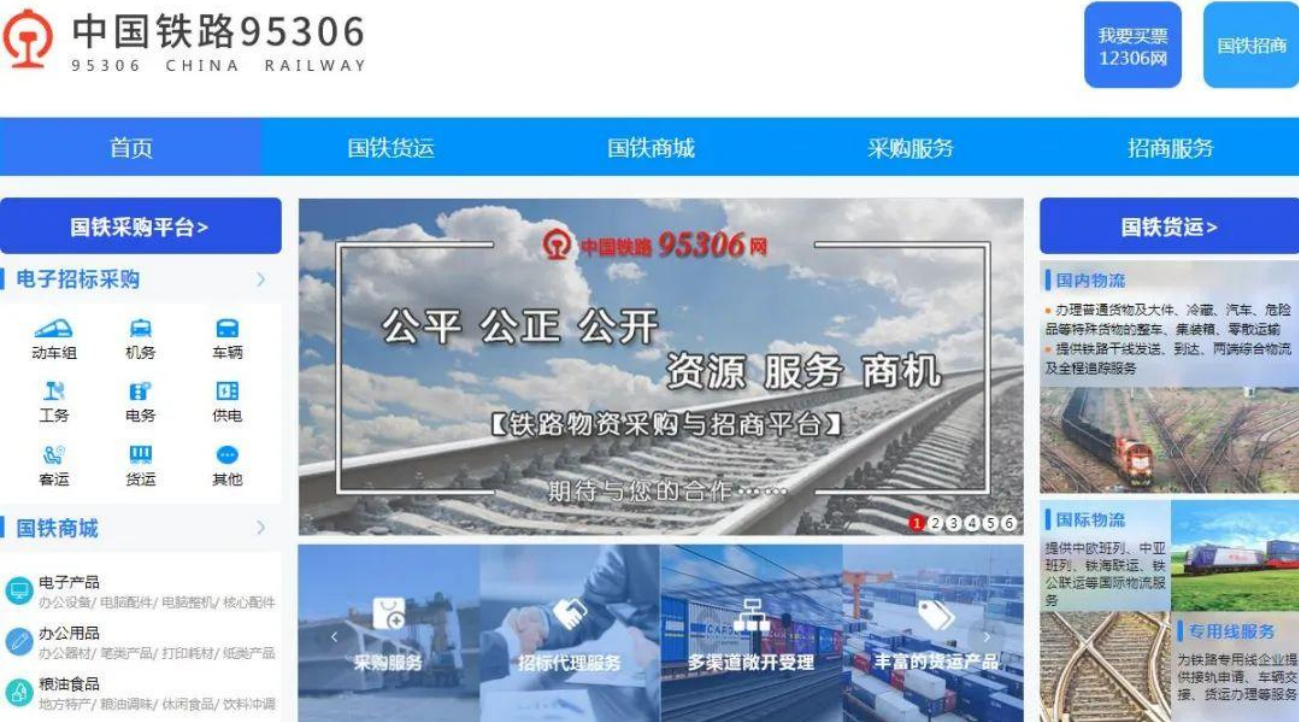 中国铁路95306
95306 CHINA RAILWAY
我要买票
12306网
国铁招商
首页
国铁货运
国铁商城
采购服务
招商服务
国铁采购平台>
电子招标采购
动车组
机务
车辆
工务
电务
供电
客运
货运
其他
国铁商城
电子产品
办公设备/ 电脑配件/ 电脑整机/ 核心配件
办公用品
办公器材/ 笔类产品/ 打印耗材/ 纸类产品
粮油食品
地方特产/ 粮油调味/ 休闲食品/ 饮料冲调
中国铁路 95306 网
公平 公正 公开
资源 服务 商机
【铁路物资采购与招商平台】
期待与您的合作……
1 2 3 4 5 6
采购服务
招标代理服务
多渠道敞开受理
丰富的货运产品
国铁货运>
国内物流
• 办理普通货物及大件、冷藏、汽车、危险
品等特殊货物的整车、集装箱、零散运输
• 提供铁路干线发送、到达、两端综合物流
及全程追踪服务
国际物流
提供中欧班列、中亚
班列、铁海联运、铁
公联运等国际物流服
务
专用线服务
为铁路专用线企业提
供接轨申请、车辆交
接、货运办理等服务